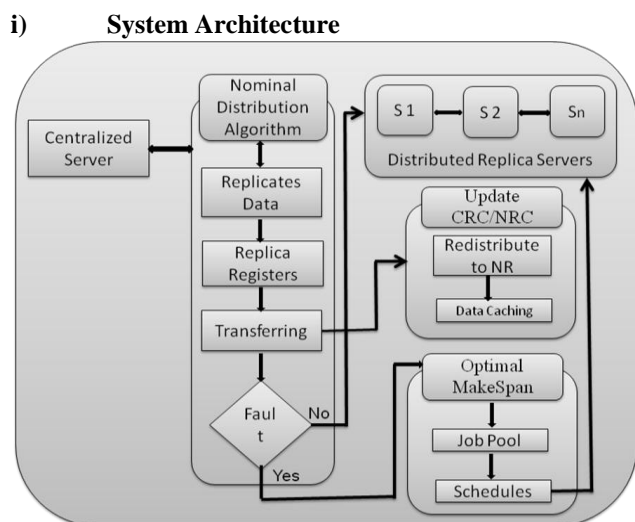 i) System Architecture
Centralized
Server
Nominal
Distribution
Algorithm
Replicates
Data
Replica
Registers
Transferring
Faul
t
No
Yes
S 1
S 2
Sn
Distributed Replica Servers
Update
CRC/NRC
Redistribute
to NR
Data Caching
Optimal
MakeSpan
Job Pool
Schedules